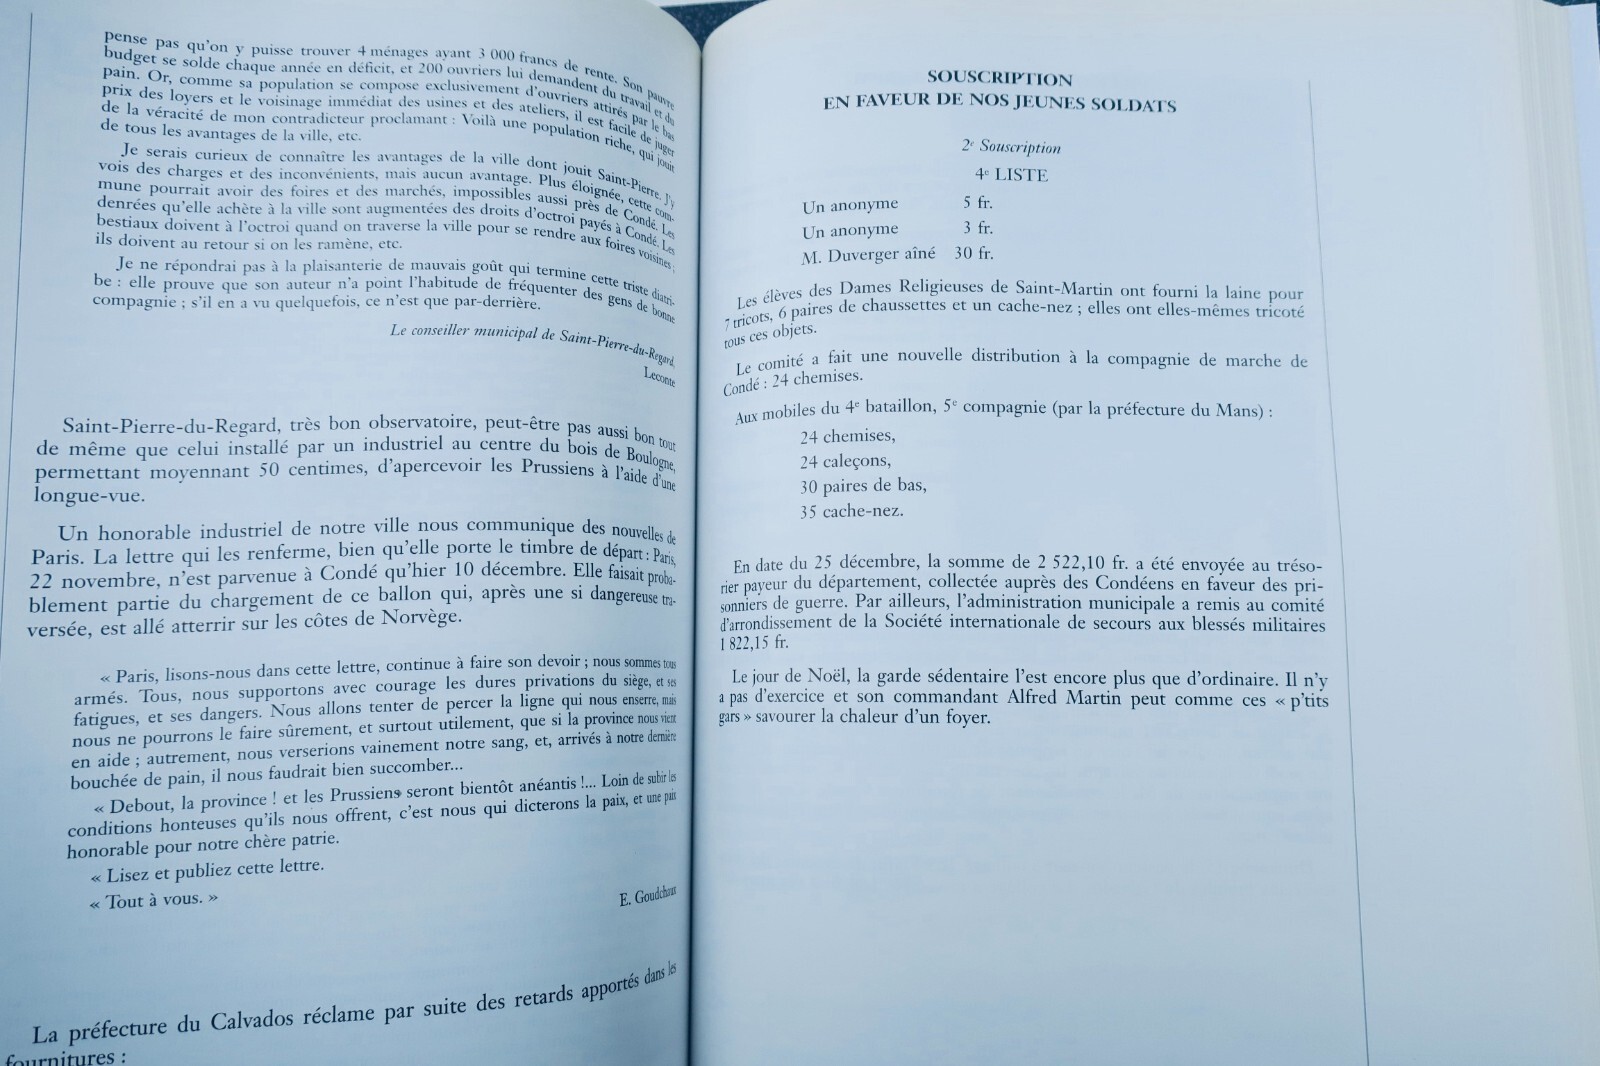 pense pas qu'on y puisse trouver 4 ménages ayant 3 000 francs de rente. Son pauvre
budget se solde chaque année en déficit, et 200 ouvriers lui demandent du travail et du
pain. Or, comme sa population se compose exclusivement d'ouvriers attirés par le bas
prix des loyers et le voisinage immédiat des usines et des ateliers, il est facile de juger
de la véracité de mon contradicteur proclamant : Voilà une population riche, qui jouit
de tous les avantages de la ville, etc.
Je serais curieux de connaître les avantages de la ville dont jouit Saint-Pierre. J'y
vois des charges et des inconvénients, mais aucun avantage. Plus éloignée, cette com-
mune pourrait avoir des foires et des marchés, impossibles aussi près de Condé. Les
denrées qu'elle achète à la ville sont augmentées des droits d'octroi payés à Condé. Les
bestiaux doivent à l'octroi quand on traverse la ville pour se rendre aux foires voisines ;
ils doivent au retour si on les ramène, etc.
Je ne répondrai pas à la plaisanterie de mauvais goût qui termine cette triste diatri-
be : elle prouve que son auteur n'a point l'habitude de fréquenter des gens de bonne
compagnie ; s'il en a vu quelquefois, ce n'est que par-derrière.
Le conseiller municipal de Saint-Pierre-du-Regard,
Leconte
Saint-Pierre-du-Regard, très bon observatoire, peut-être pas aussi bon tout
de même que celui installé par un industriel au centre du bois de Boulogne,
permettant moyennant 50 centimes, d'apercevoir les Prussiens à l'aide d'une
longue-vue.
Un honorable industriel de notre ville nous communique des nouvelles de
Paris. La lettre qui les renferme, bien qu'elle porte le timbre de départ : Paris,
22 novembre, n'est parvenue à Condé qu'hier 10 décembre. Elle faisait proba-
blement partie du chargement de ce ballon qui, après une si dangereuse tra-
versée, est allé atterrir sur les côtes de Norvège.
« Paris, lisons-nous dans cette lettre, continue à faire son devoir ; nous sommes tous
armés. Tous, nous supportons avec courage les dures privations du siège, et ses
fatigues, et ses dangers. Nous allons tenter de percer la ligne qui nous enserre, mais
nous ne pourrons le faire sûrement, et surtout utilement, que si la province nous vient
en aide ; autrement, nous verserions vainement notre sang, et, arrivés à notre dernière
bouchée de pain, il nous faudrait bien succomber...
« Debout, la province ! et les Prussiens seront bientôt anéantis !... Loin de subir les
conditions honteuses qu'ils nous offrent, c'est nous qui dicterons la paix, et une paix
honorable pour notre chère patrie.
« Lisez et publiez cette lettre.
« Tout à vous. »
E. Goudchaux
La préfecture du Calvados réclame par suite des retards apportés dans les
fournitures :
SOUSCRIPTION
EN FAVEUR DE NOS JEUNES SOLDATS
2e Souscription
4e LISTE
Un anonyme 5 fr.
Un anonyme 3 fr.
M. Duverger aîné 30 fr.
Les élèves des Dames Religieuses de Saint-Martin ont fourni la laine pour
7 tricots, 6 paires de chaussettes et un cache-nez ; elles ont elles-mêmes tricoté
tous ces objets.
Le comité a fait une nouvelle distribution à la compagnie de marche de
Condé : 24 chemises.
Aux mobiles du 4e bataillon, 5e compagnie (par la préfecture du Mans) :
24 chemises,
24 caleçons,
30 paires de bas,
35 cache-nez.
En date du 25 décembre, la somme de 2 522,10 fr. a été envoyée au tréso-
rier payeur du département, collectée auprès des Condéens en faveur des pri-
sonniers de guerre. Par ailleurs, l'administration municipale a remis au comité
d'arrondissement de la Société internationale de secours aux blessés militaires
1 822,15 fr.
Le jour de Noël, la garde sédentaire l'est encore plus que d'ordinaire. Il n'y
a pas d'exercice et son commandant Alfred Martin peut comme ces « p'tits
gars » savourer la chaleur d'un foyer.